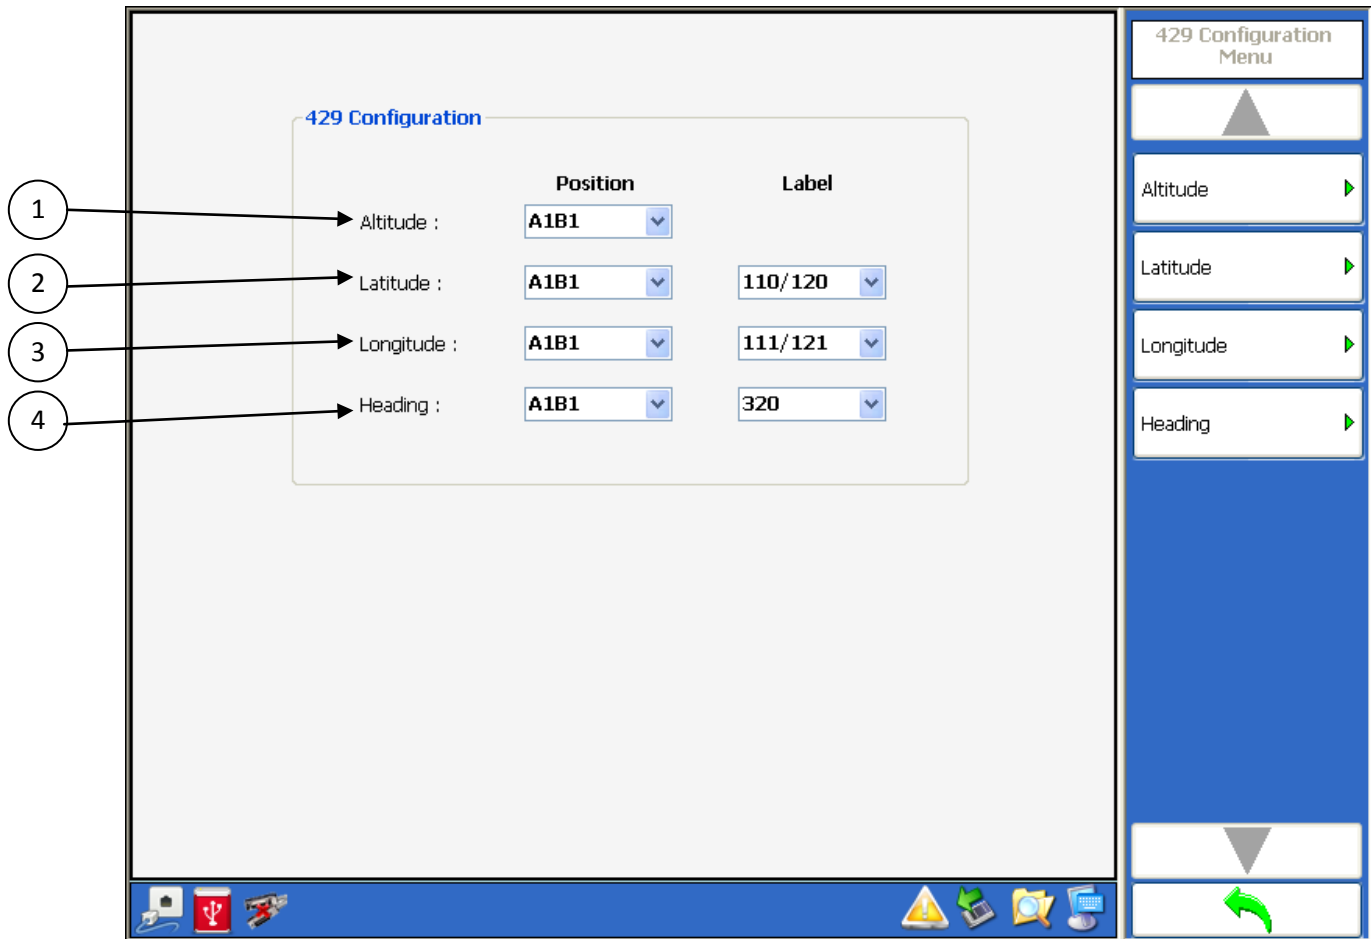 429 Configuration
Menu
429 Configuration
Position Label
1 Altitude : A1B1
2 Latitude : A1B1 110/120
3 Longitude : A1B1 111/121
4 Heading : A1B1 320
Altitude
Latitude
Longitude
Heading